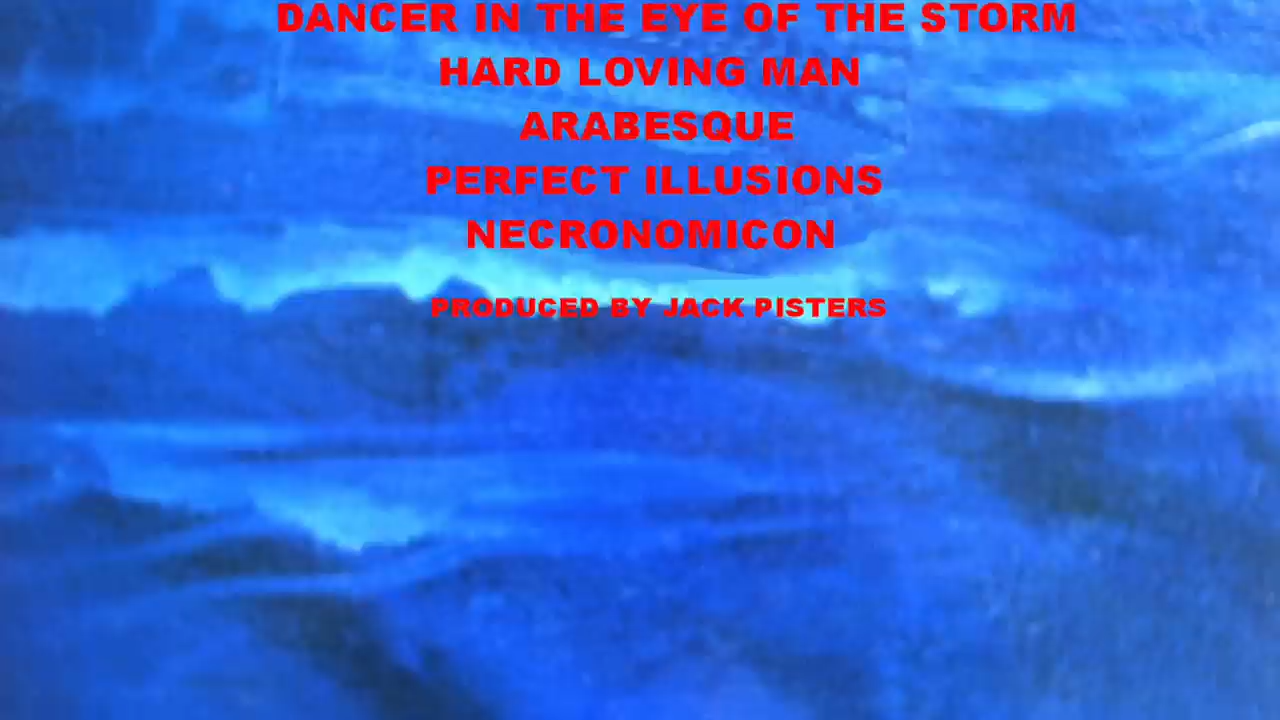 DANCER IN THE EYE OF THE STORM
HARD LOVING MAN
ARABESQUE
PERFECT ILLUSIONS
NECRONOMICON
PRODUCED BY JACK PISTERS